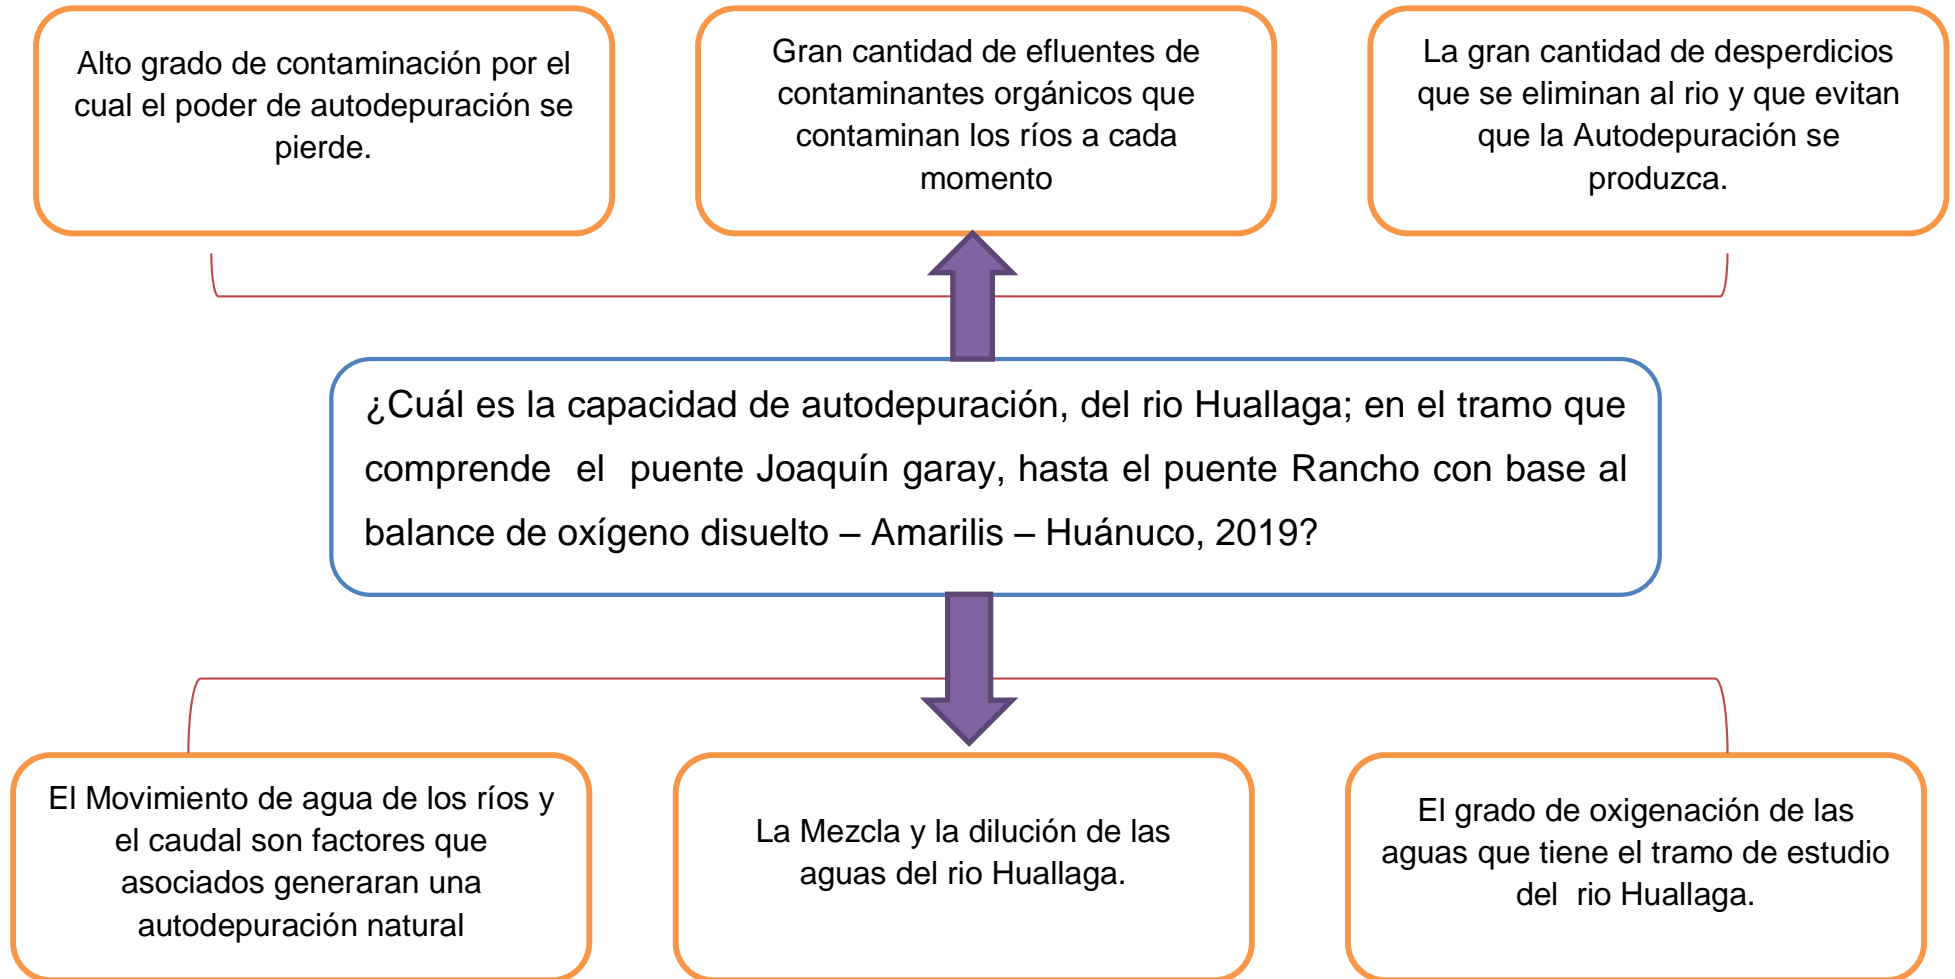 Alto grado de contaminación por el
cual el poder de autodepuración se
pierde.
Gran cantidad de efluentes de
contaminantes orgánicos que
contaminan los ríos a cada
momento
La gran cantidad de desperdicios
que se eliminan al rio y que evitan
que la Autodepuración se
produzca.
¿Cuál es la capacidad de autodepuración, del rio Huallaga; en el tramo que
comprende el puente Joaquín garay, hasta el puente Rancho con base al
balance de oxígeno disuelto – Amarilis – Huánuco, 2019?
El Movimiento de agua de los ríos y
el caudal son factores que
asociados generaran una
autodepuración natural
La Mezcla y la dilución de las
aguas del rio Huallaga.
El grado de oxigenación de las
aguas que tiene el tramo de estudio
del rio Huallaga.